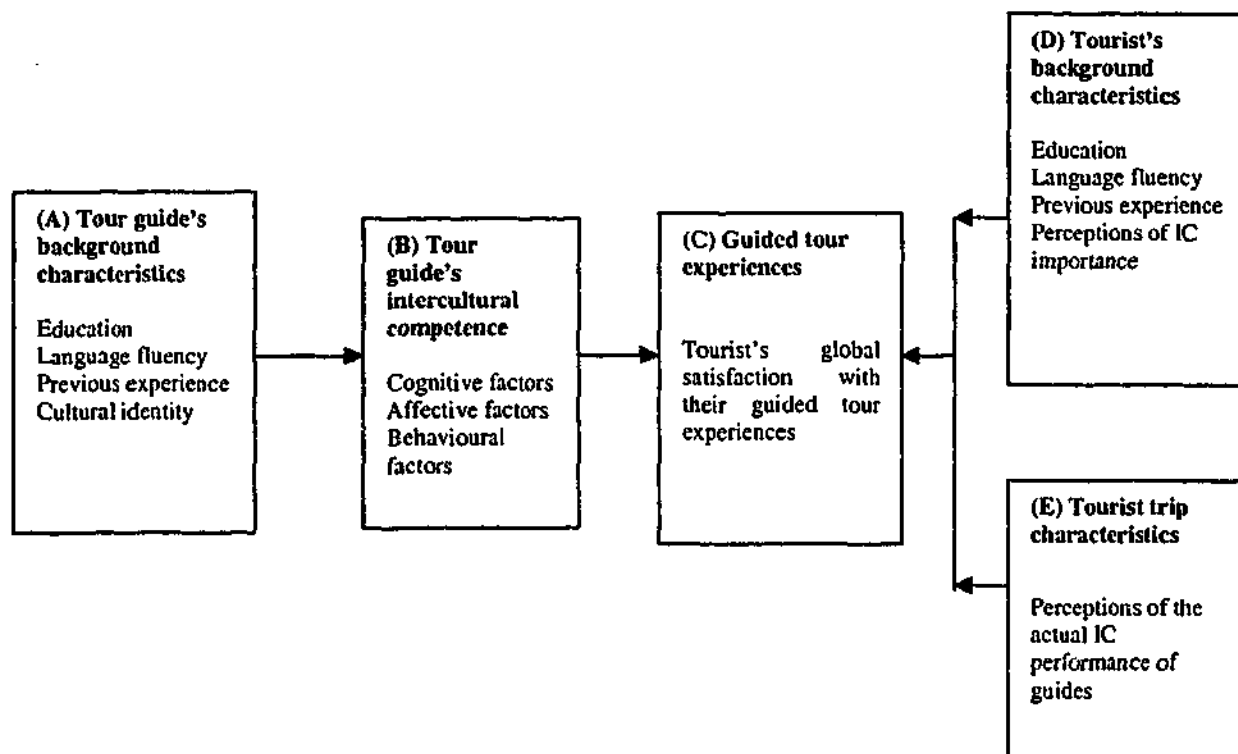 (A) Tour guide's
background
characteristics
Education
Language fluency
Previous experience
Cultural identity
(B) Tour
guide's
intercultural
competence
Cognitive factors
Affective factors
Behavioural
factors
(C) Guided tour
experiences
Tourist's global
satisfaction with
their guided tour
experiences
(D) Tourist's
background
characteristics
Education
Language fluency
Previous experience
Perceptions of IC
importance
(E) Tourist trip
characteristics
Perceptions of the
actual IC
performance of
guides